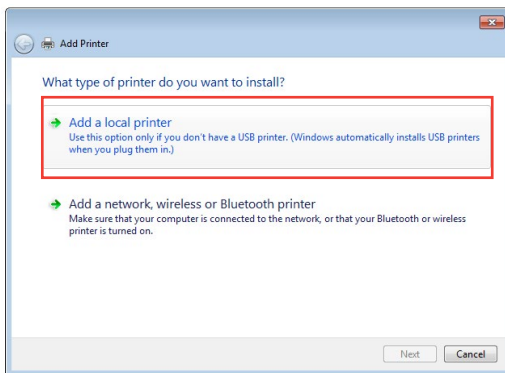 Add Printer
What type of printer do you want to install?
Add a local printer
Use this option only if you don't have a USB printer. (Windows automatically installs USB printers
when you plug them in.)
Add a network, wireless or Bluetooth printer
Make sure that your computer is connected to the network, or that your Bluetooth or wireless
printer is turned on.
Next Cancel